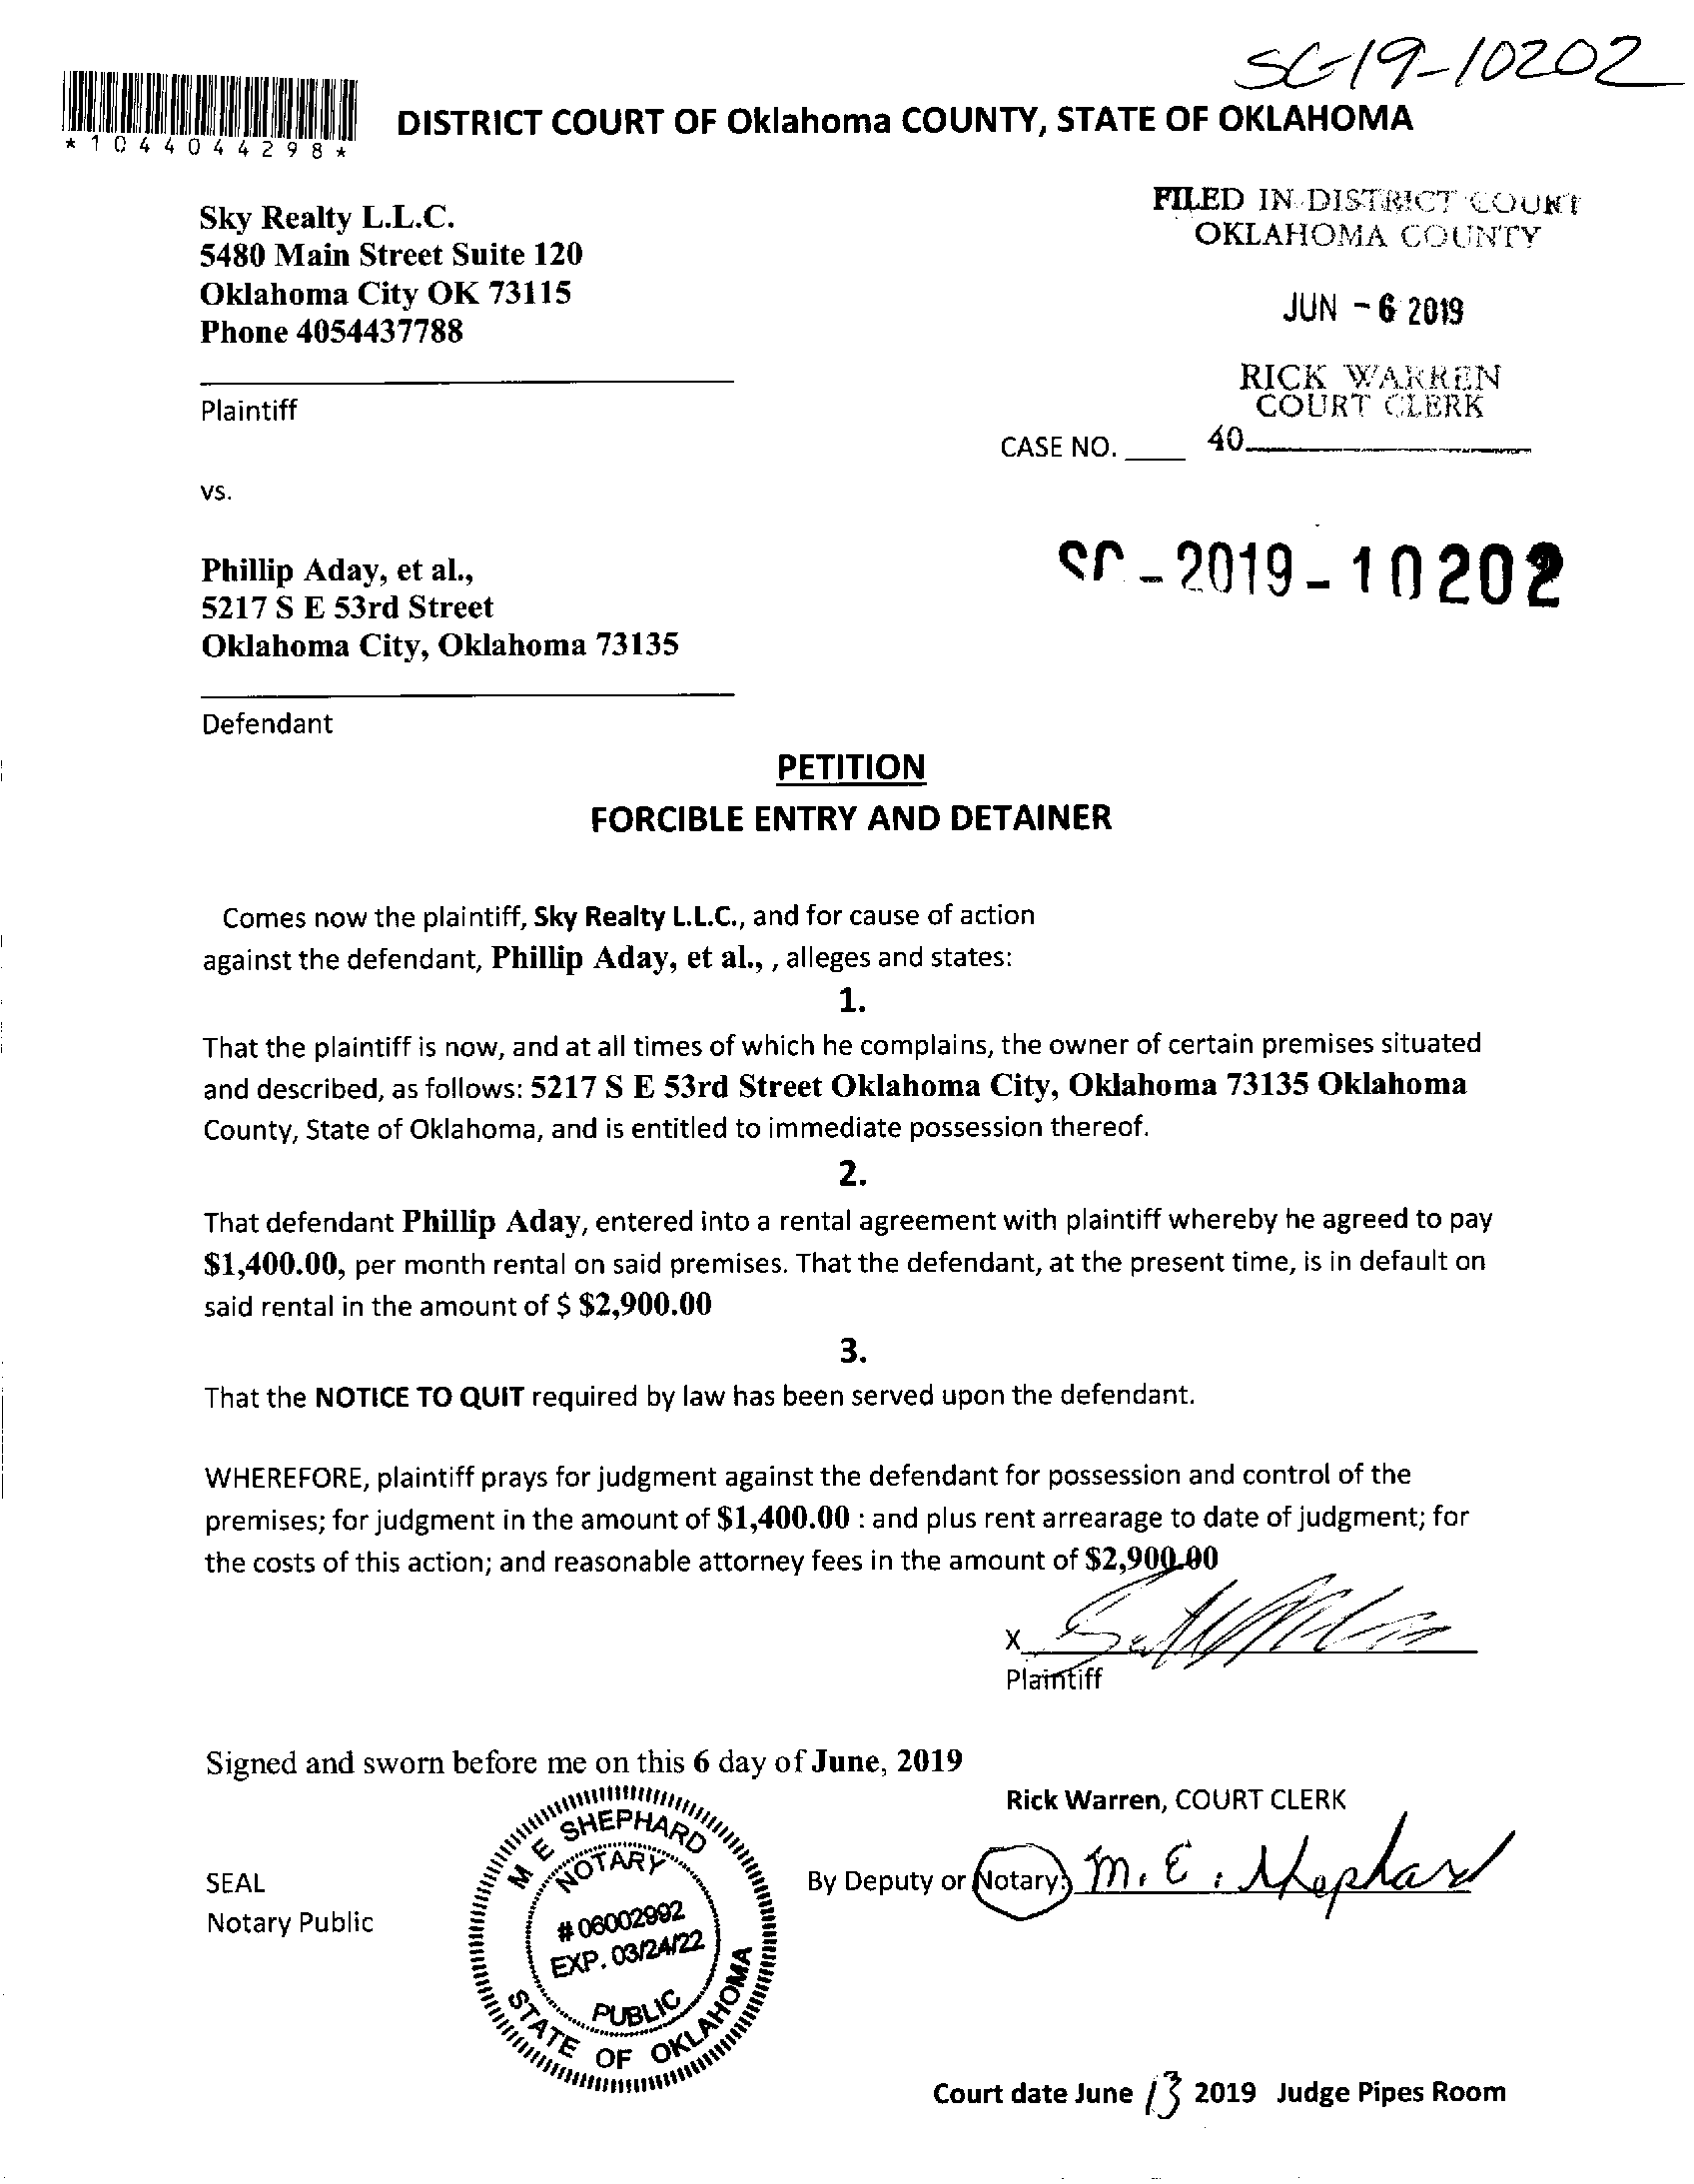 SC-19-10202
*1044044298*
DISTRICT COURT OF Oklahoma COUNTY, STATE OF OKLAHOMA
Sky Realty L.L.C.
5480 Main Street Suite 120
Oklahoma City OK 73115
Phone 4054437788
Plaintiff
FILED IN DISTRICT COURT
OKLAHOMA COUNTY
JUN - 6 2019
RICK WARREN
COURT CLERK
CASE NO. ____ 40
vs.
SC - 2019 - 10202
Phillip Aday, et al.,
5217 S E 53rd Street
Oklahoma City, Oklahoma 73135
Defendant
PETITION
FORCIBLE ENTRY AND DETAINER
Comes now the plaintiff, Sky Realty L.L.C., and for cause of action
against the defendant, Phillip Aday, et al., , alleges and states:
1.
That the plaintiff is now, and at all times of which he complains, the owner of certain premises situated
and described, as follows: 5217 S E 53rd Street Oklahoma City, Oklahoma 73135 Oklahoma
County, State of Oklahoma, and is entitled to immediate possession thereof.
2.
That defendant Phillip Aday, entered into a rental agreement with plaintiff whereby he agreed to pay
$1,400.00, per month rental on said premises. That the defendant, at the present time, is in default on
said rental in the amount of $ $2,900.00
3.
That the NOTICE TO QUIT required by law has been served upon the defendant.
WHEREFORE, plaintiff prays for judgment against the defendant for possession and control of the
premises; for judgment in the amount of $1,400.00 : and plus rent arrearage to date of judgment; for
the costs of this action; and reasonable attorney fees in the amount of $2,900.00
X
Plaintiff
Signed and sworn before me on this 6 day of June, 2019
Rick Warren, COURT CLERK
By Deputy or Notary: M. E. Shephard
SEAL
Notary Public
M E SHEPHARD
NOTARY
# 06002992
EXP. 03/24/22
PUBLIC
STATE OF OKLAHOMA
Court date June 13 2019 Judge Pipes Room